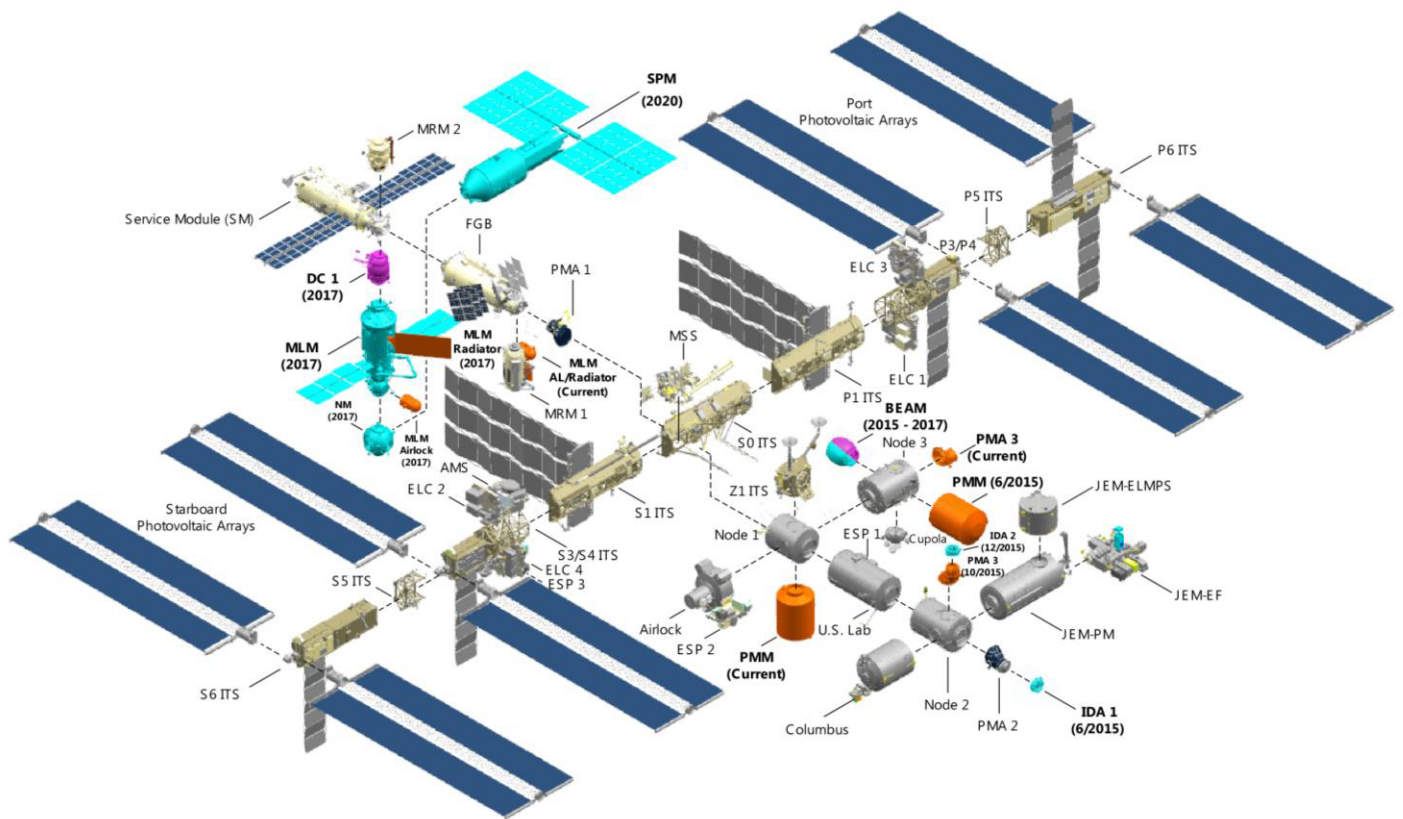 SPM
(2020)
Port
Photovoltaic Arrays
MRM 2
P6 ITS
P5 ITS
Service Module (SM)
FGB
P3/P4
ELC 3
PMA 1
DC 1
(2017)
MLM
(2017)
MLM
Radiator
(2017)
MLM
AL/Radiator
(Current)
MSS
ELC 1
MRM 1
P1 ITS
NM
(2017)
MLM
Airlock
(2017)
BEAM
(2015 - 2017)
Node 3
PMA 3
(Current)
S0 ITS
AMS
ELC 2
Z1 ITS
PMM (6/2015)
JEM-ELMPS
Starboard
Photovoltaic Arrays
S1 ITS
Node 1
ESP 1
Cupola
IDA 2
(12/2015)
S3/S4 ITS
ELC 4
ESP 3
PMA 3
(10/2015)
S5 ITS
JEM-EF
Airlock
ESP 2
U.S. Lab
JEM-PM
PMM
(Current)
S6 ITS
Node 2
Columbus
PMA 2
IDA 1
(6/2015)